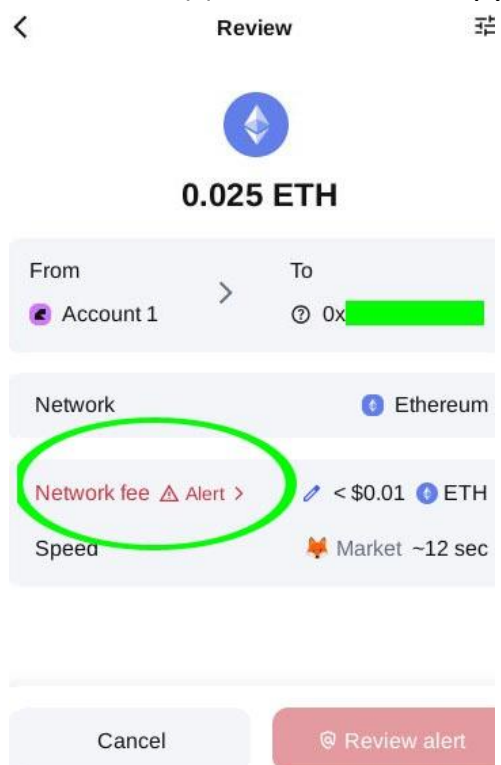 Review
0.025 ETH
From
To
Account 1
0x
Network
Ethereum
Network fee Alert >
< $0.01 ETH
Speed
Market ~12 sec
Cancel
Review alert